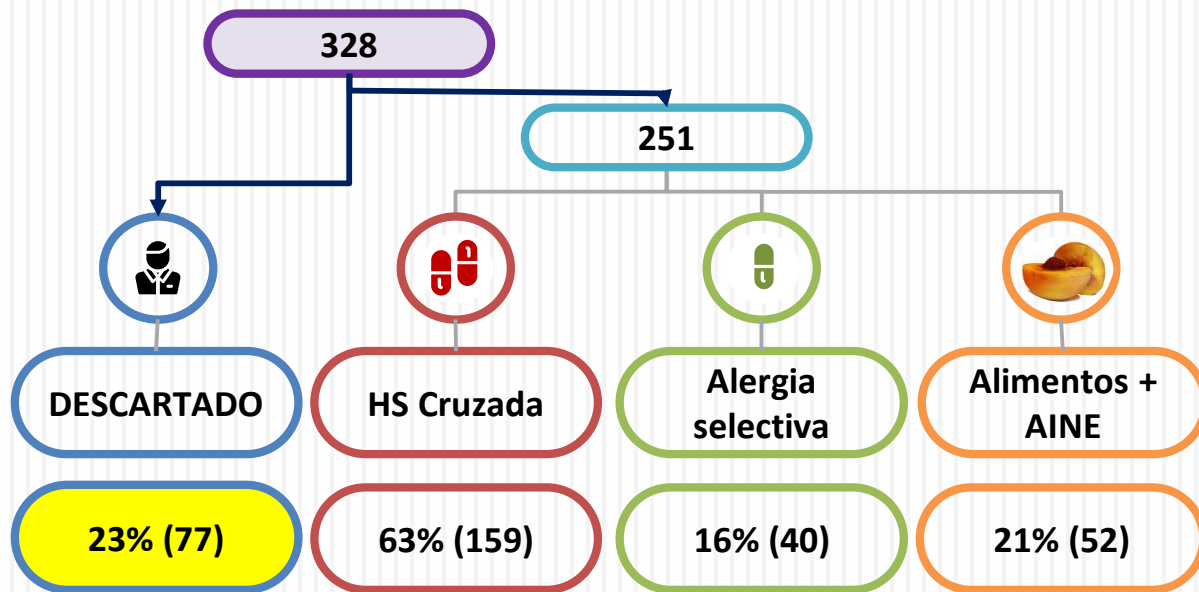 328
251
DESCARTADO
HS Cruzada
Alergia
selectiva
Alimentos +
AINE
23% (77)
63% (159)
16% (40)
21% (52)